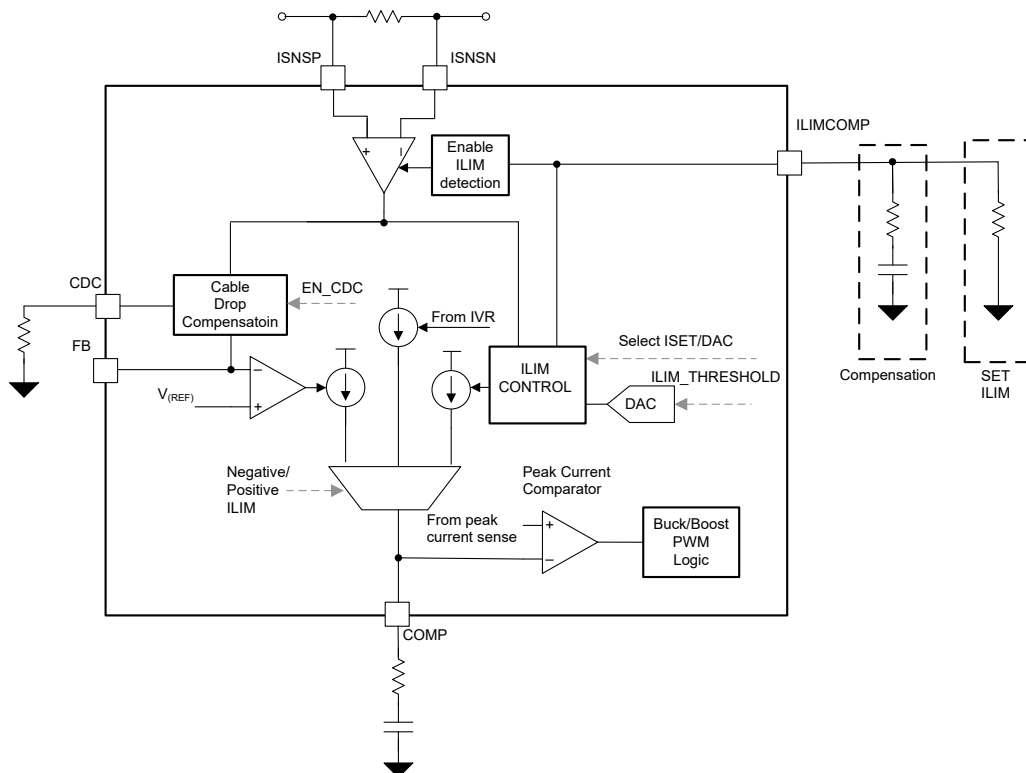 ISNSP
ISNSN
ILIMCOMP
+
−
Enable
ILIM
detection
CDC
Cable
Drop
Compensatoin
EN_CDC
From IVR
FB
−
V(REF)
+
Select ISET/DAC
ILIM
CONTROL
ILIM_THRESHOLD
DAC
Compensation
SET
ILIM
Negative/
Positive
ILIM
Peak Current
Comparator
From peak
current sense
+
−
Buck/Boost
PWM
Logic
COMP